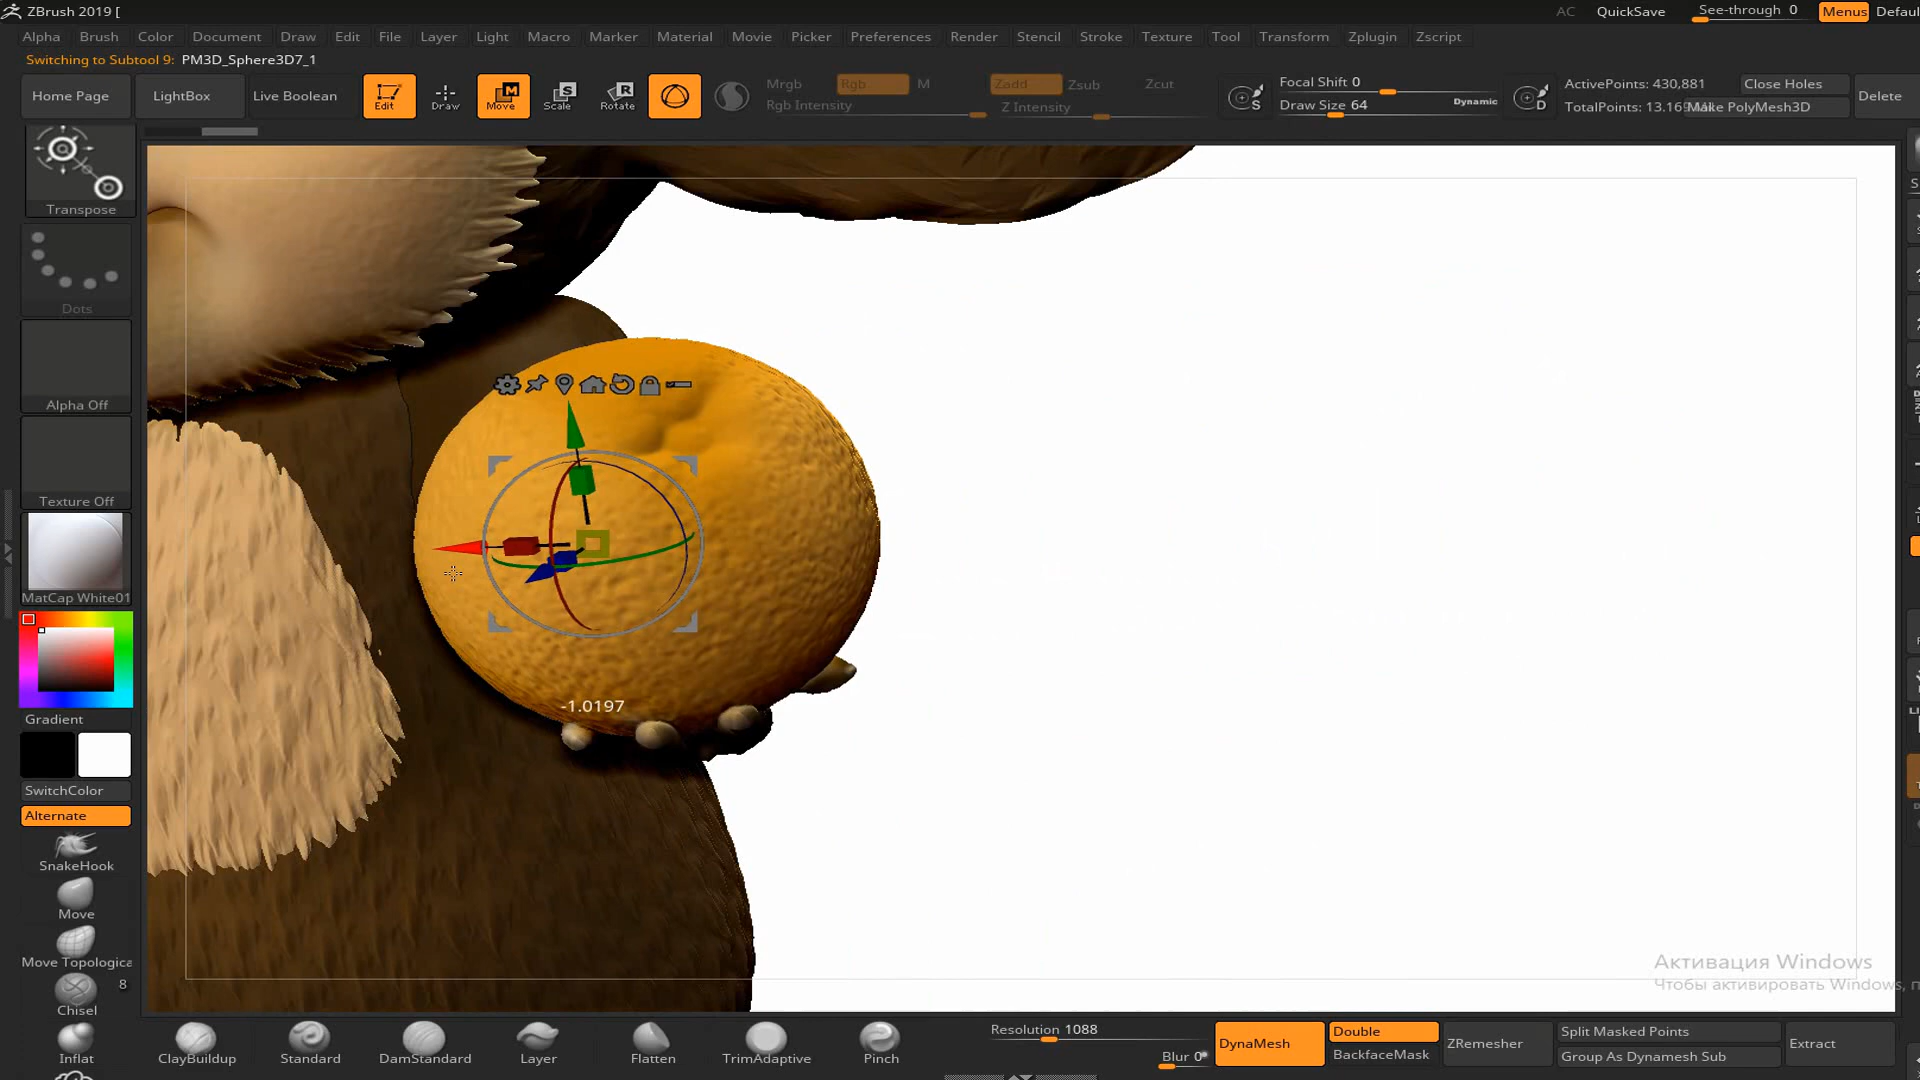 ZBrush 2019 [
AC QuickSave See-through 0 Menus Defau
Alpha Brush Color Document Draw Edit File Layer Light Macro Marker Material Movie Picker Preferences Render Stencil Stroke Texture Tool Transform Zplugin Zscript
Switching to Subtool 9: PM3D_Sphere3D7_1
Home Page LightBox Live Boolean Edit Draw Move Scale Rotate
Mrgb Rgb M Zadd Zsub Zcut
Rgb Intensity Z Intensity
Focal Shift 0
Draw Size 64 Dynamic
ActivePoints: 430,881 Close Holes
TotalPoints: 13.169 Make PolyMesh3D
Delete
Transpose
Dots
Alpha Off
Texture Off
MatCap White01
Gradient
SwitchColor
Alternate
SnakeHook
Move
Move Topologica
8
Chisel
Inflat
-1.0197
Активация Windows
Чтобы активировать Windows, п
ClayBuildup Standard DamStandard Layer Flatten TrimAdaptive Pinch
Resolution 1088
Blur 0
DynaMesh
Double
BackfaceMask
ZRemesher
Split Masked Points
Group As Dynamesh Sub
Extract